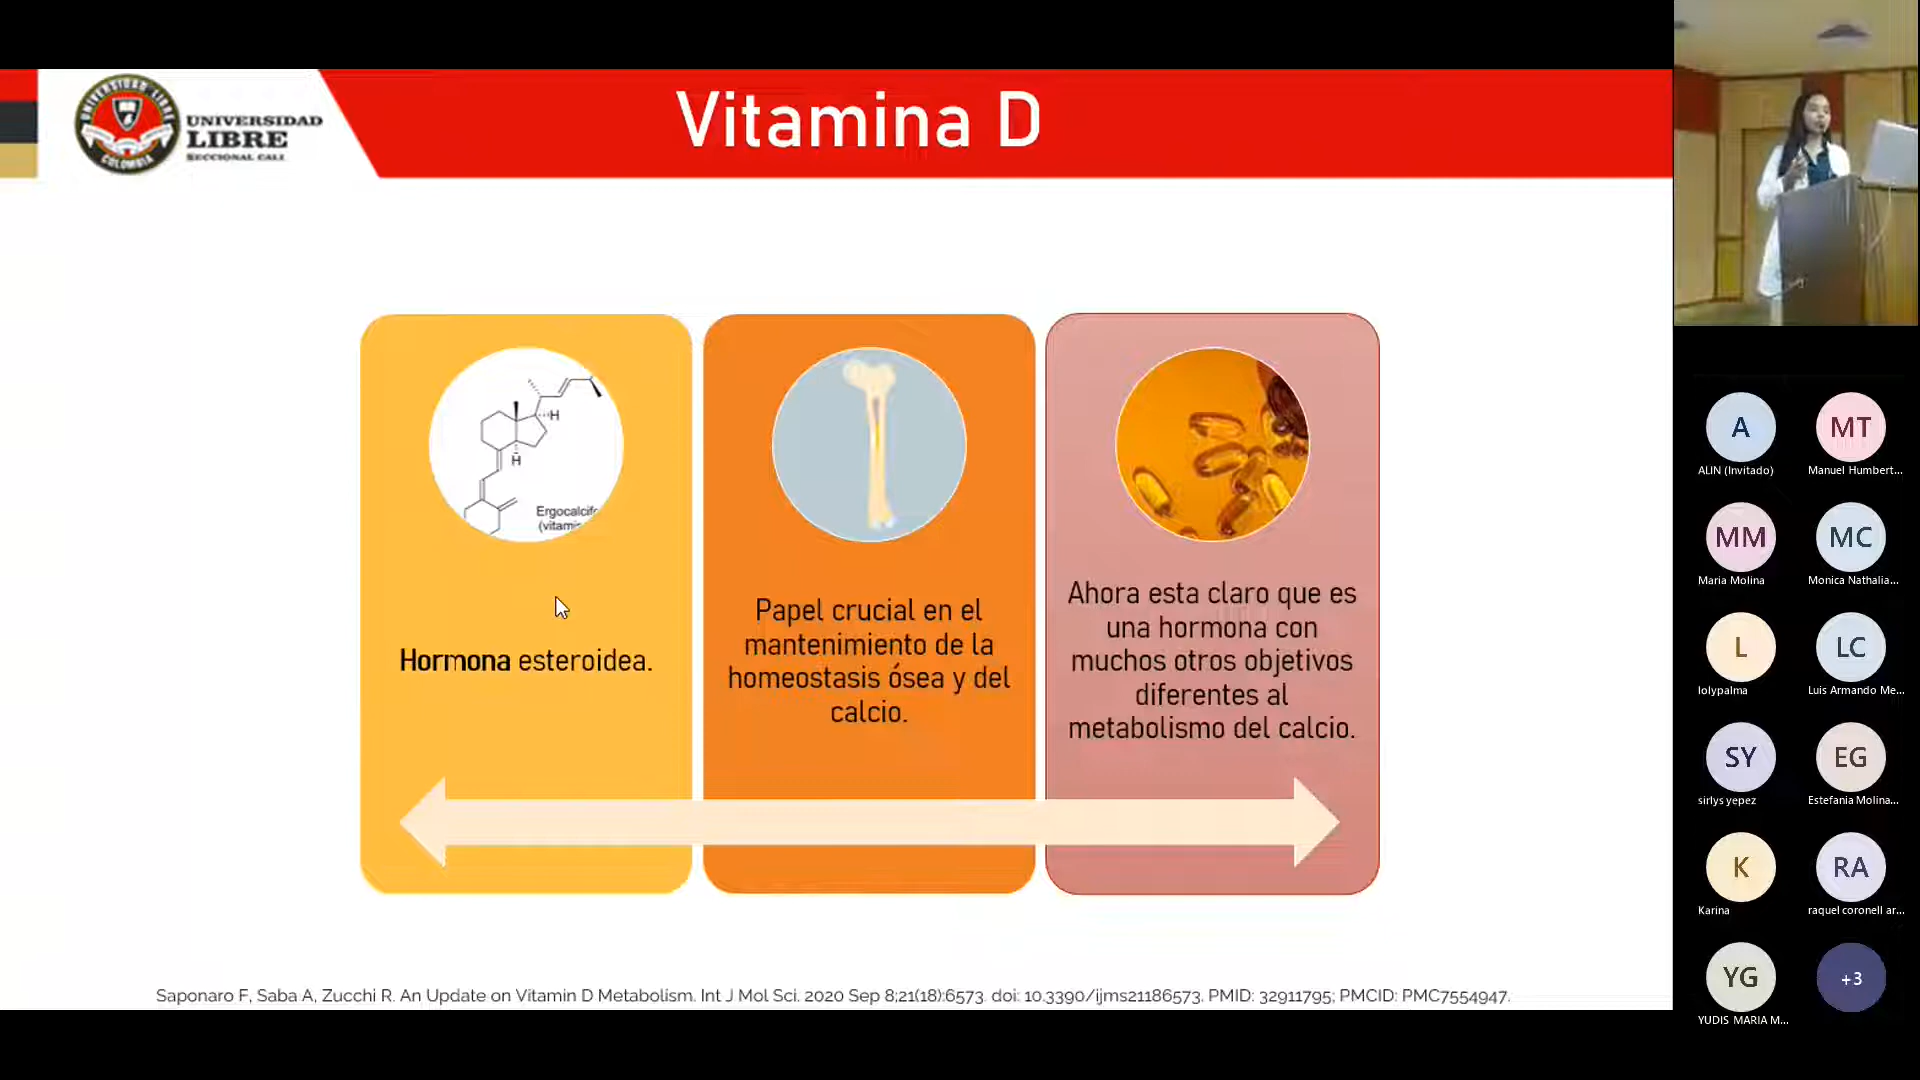 Vitamina D
UNIVERSIDAD LIBRE
COLOMBIA
UNIVERSIDAD
LIBRE
SECCIONAL CALI
H
H
Ergocalcife
(vitami
Hormona esteroidea.
Papel crucial en el
mantenimiento de la
homeostasis ósea y del
calcio.
Ahora esta claro que es
una hormona con
muchos otros objetivos
diferentes al
metabolismo del calcio.
Saponaro F, Saba A, Zucchi R. An Update on Vitamin D Metabolism. Int J Mol Sci. 2020 Sep 8;21(18):6573. doi: 10.3390/ijms21186573. PMID: 32911795; PMCID: PMC7554947.
A
ALIN (Invitado)
MT
Manuel Humbert...
MM
Maria Molina
MC
Monica Nathalia...
L
lolypalma
LC
Luis Armando Me...
SY
sirlys yepez
EG
Estefania Molina...
K
Karina
RA
raquel coronell ar...
YG
YUDIS MARIA M...
+3